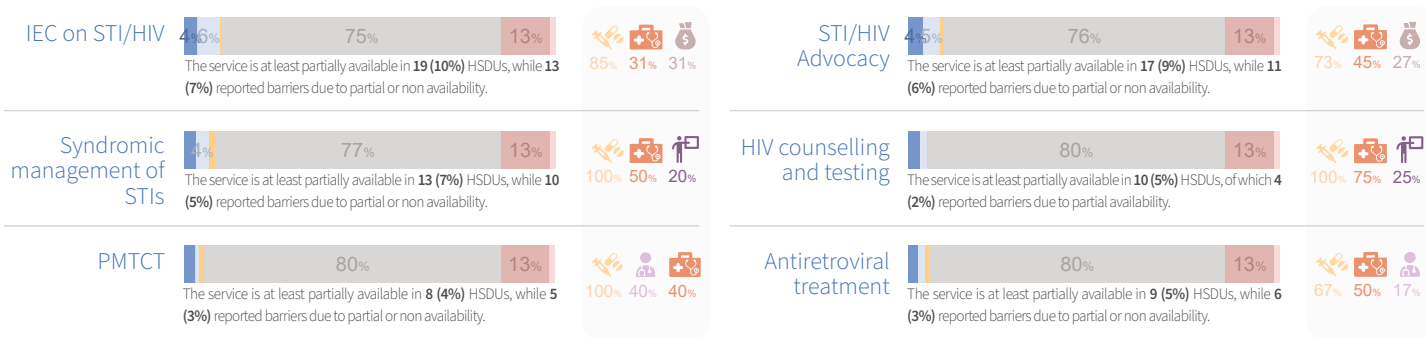 IEC on STI/HIV
4% 6% 75% 13%
The service is at least partially available in 19 (10%) HSDUs, while 13
(7%) reported barriers due to partial or non availability.
85% 31% 31%
STI/HIV
Advocacy
4% 5% 76% 13%
The service is at least partially available in 17 (9%) HSDUs, while 11
(6%) reported barriers due to partial or non availability.
73% 45% 27%
Syndromic
management of
STIs
4% 77% 13%
The service is at least partially available in 13 (7%) HSDUs, while 10
(5%) reported barriers due to partial or non availability.
100% 50% 20%
HIV counselling
and testing
80% 13%
The service is at least partially available in 10 (5%) HSDUs, of which 4
(2%) reported barriers due to partial availability.
100% 75% 25%
PMTCT
80% 13%
The service is at least partially available in 8 (4%) HSDUs, while 5
(3%) reported barriers due to partial or non availability.
100% 40% 40%
Antiretroviral
treatment
80% 13%
The service is at least partially available in 9 (5%) HSDUs, while 6
(3%) reported barriers due to partial or non availability.
67% 50% 17%